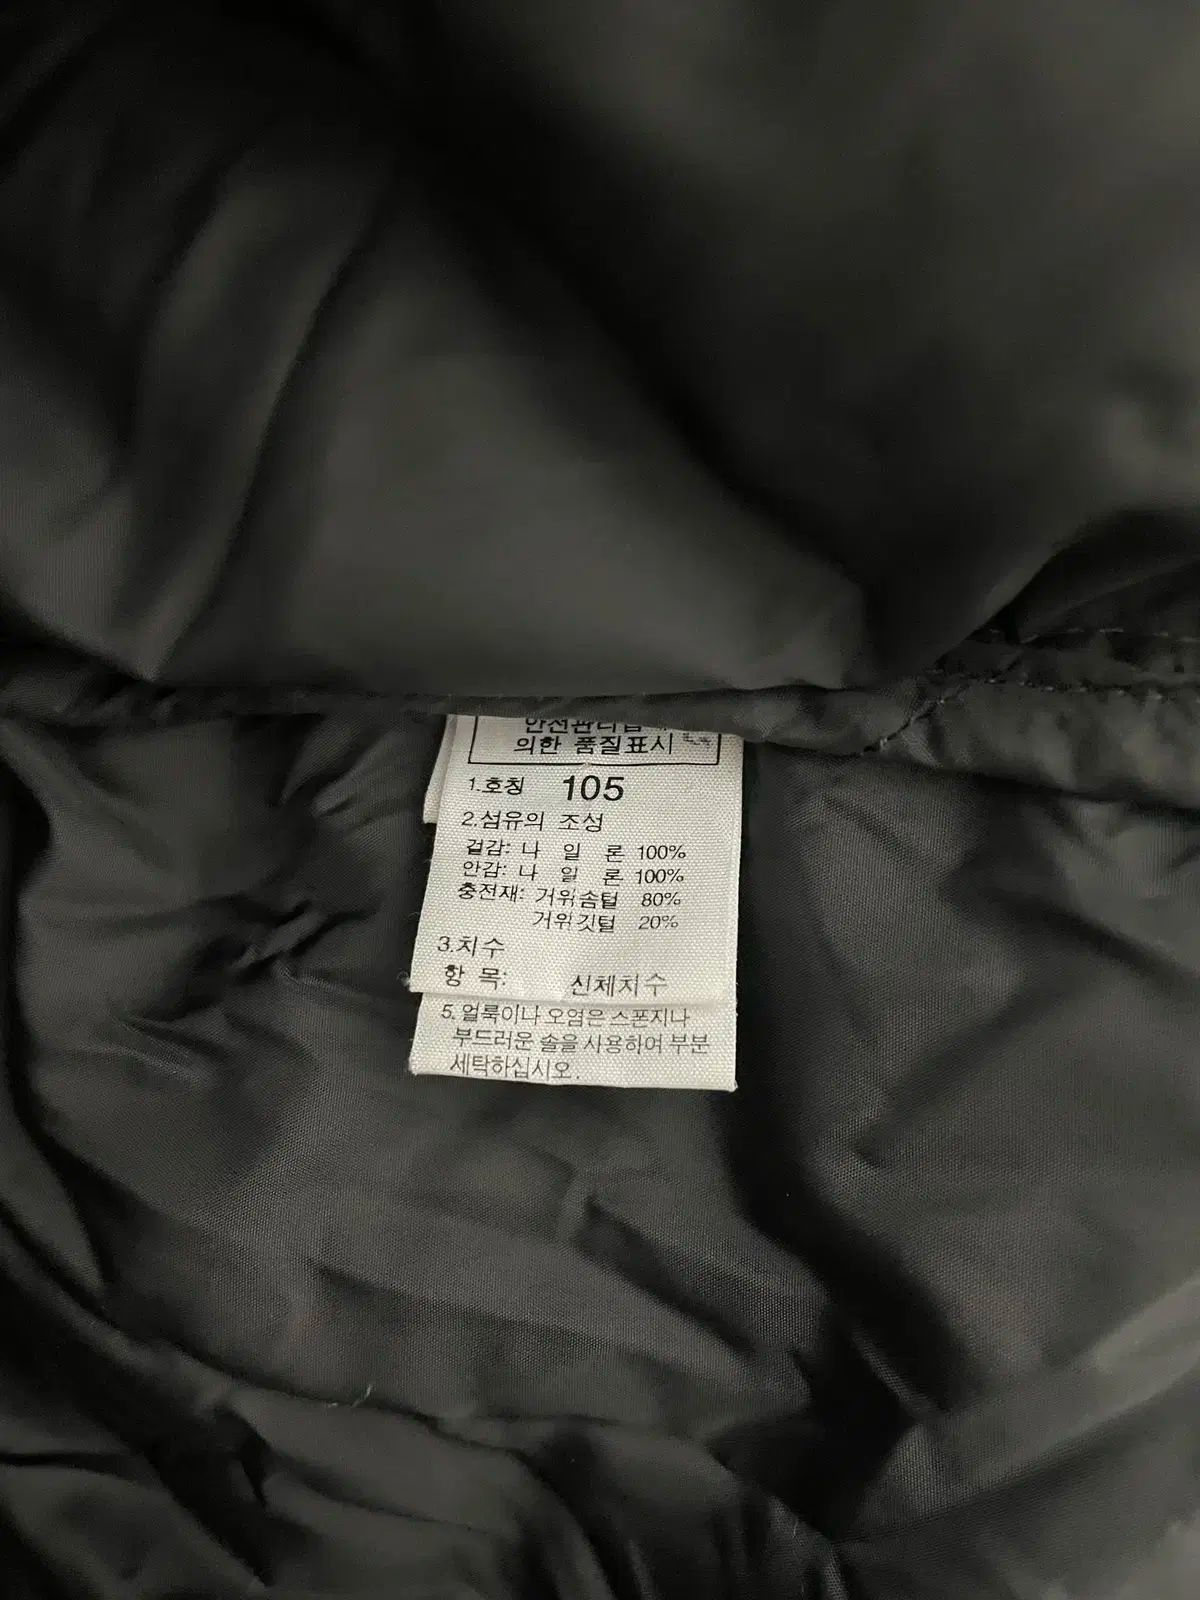 의한 품질표시
1.호칭 105
2.섬유의 조성
겉감: 나 일 론 100%
안감: 나 일 론 100%
충전재: 거위솜털 80%
거위깃털 20%
3.치수
항 목: 신체치수
5. 얼룩이나 오염은 스폰지나
부드러운 솔을 사용하여 부분
세탁하십시오.